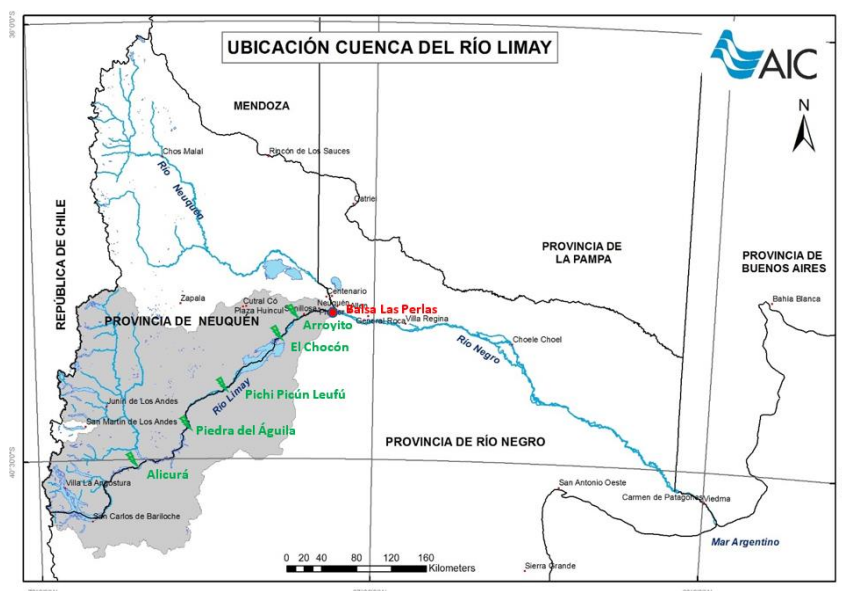 UBICACIÓN CUENCA DEL RÍO LIMAY
AIC
N
MENDOZA
Chos Malal
Rincón de Los Sauces
Río Neuquén
Catriel
REPÚBLICA DE CHILE
PROVINCIA DE
LA PAMPA
PROVINCIA DE
BUENOS AIRES
Zapala
Centenario
Cutral Có
Plaza Huincul
Neuquén
Balsa Las Perlas
Bahía Blanca
PROVINCIA DE NEUQUÉN
Arroyito
General Roca
Villa Regina
El Chocón
Río Negro
Choele Choel
Pichi Picún Leufú
Río Limay
Junín de Los Andes
San Martín de Los Andes
Piedra del Águila
PROVINCIA DE RÍO NEGRO
40°30'0"S
Alicurá
Villa La Angostura
San Antonio Oeste
Carmen de Patagones
Viedma
San Carlos de Bariloche
Mar Argentino
0 20 40 80 120 160
Kilometers
Sierra Grande